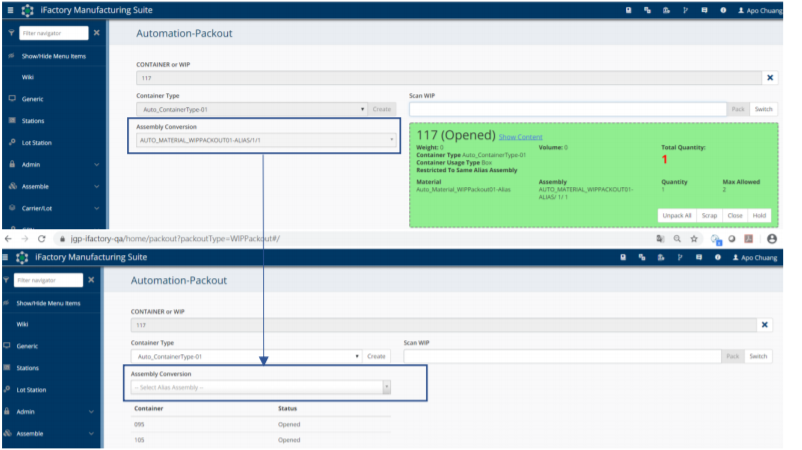 iFactory Manufacturing Suite
Apo Chuang
Filter navigator
Automation-Packout
Show/Hide Menu Items
CONTAINER or WIP
Wiki
117
Generic
Container Type
Scan WIP
Auto_ContainerType-01
Create
Pack
Switch
Stations
Assembly Conversion
AUTO_MATERIAL_WIPPACKOUT01-ALIAS/1/1
117 (Opened) Show Content
Weight: 0
Volume: 0
Total Quantity:
1
Container Type Auto_ContainerType-01
Container Usage Type Box
Restricted To Same Alias Assembly
Lot Station
Admin
Assemble
Carrier/Lot
Material
Assembly
Quantity
Max Allowed
Auto_Material_WIPPackout01-Alias
AUTO_MATERIAL_WIPPACKOUT01-
ALIAS/ 1/ 1
1
2
Unpack All
Scrap
Close
Hold
jgp-ifactory-qa/home/packout?packoutType=WIPPackout#/
iFactory Manufacturing Suite
Apo Chuang
Filter navigator
Automation-Packout
Show/Hide Menu Items
CONTAINER or WIP
Wiki
117
Generic
Container Type
Scan WIP
Auto_ContainerType-01
Create
Pack
Switch
Stations
Assembly Conversion
-- Select Alias Assembly --
Lot Station
Admin
Container
Status
095
Opened
Assemble
105
Opened